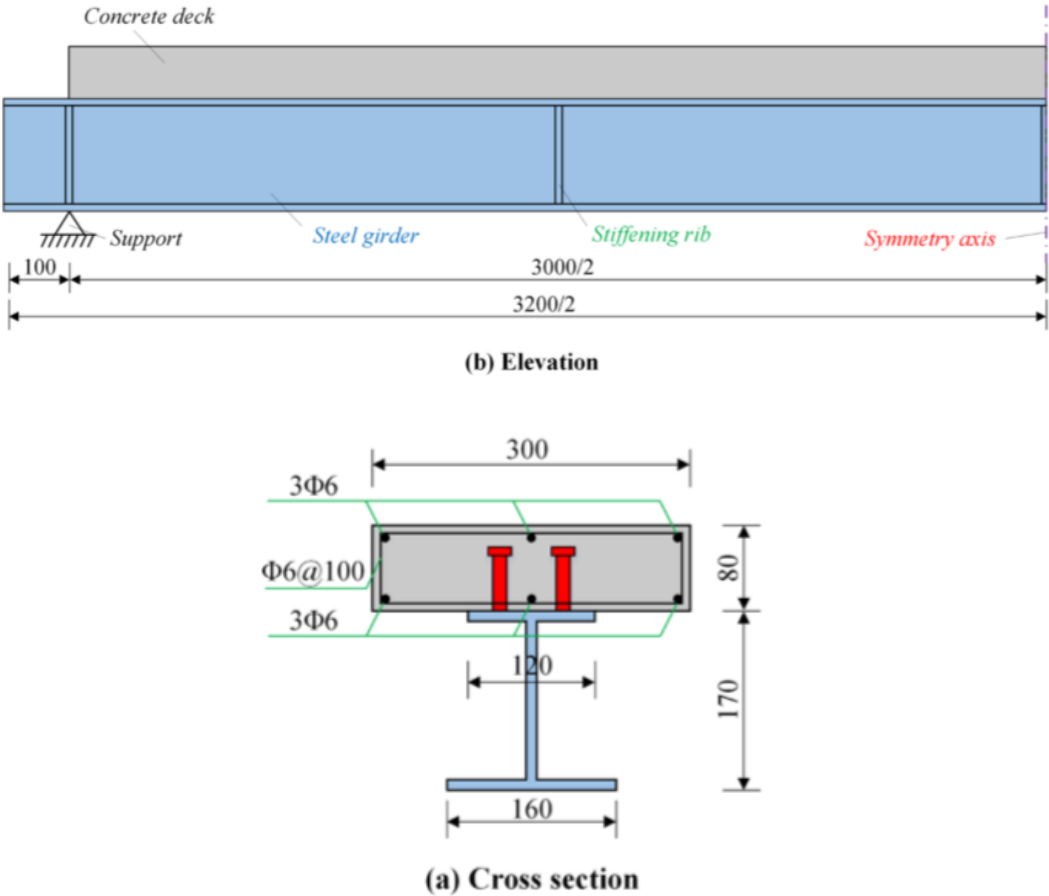 Concrete deck
Support
Steel girder
Stiffening rib
Symmetry axis
100
3000/2
3200/2
(b) Elevation
300
3Φ6
Φ6@100
80
3Φ6
120
170
160
(a) Cross section